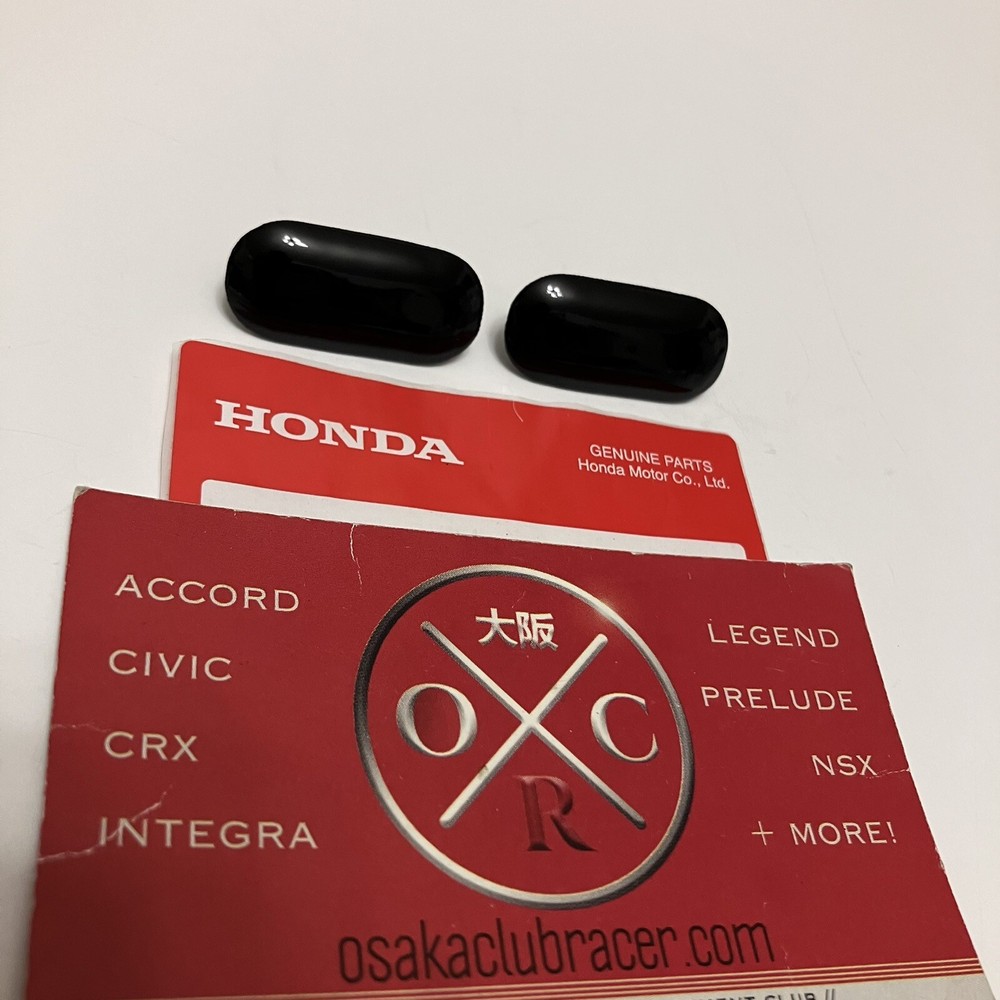 HONDA
GENUINE PARTS
Honda Motor Co., Ltd.
ACCORD
CIVIC
CRX
INTEGRA
大阪
O C
R
LEGEND
PRELUDE
NSX
+ MORE!
osakaclubracer.com
CLUB //